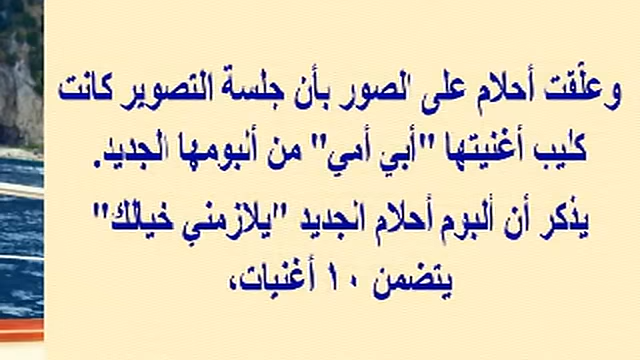 وعلّقت أحلام على الصور بأن جلسة التصوير كانت
كليب أغنيتها "أبي أمي" من ألبومها الجديد.
يذكر أن ألبوم أحلام الجديد "يلازمني خيالك"
يتضمن ١٠ أغنيات،